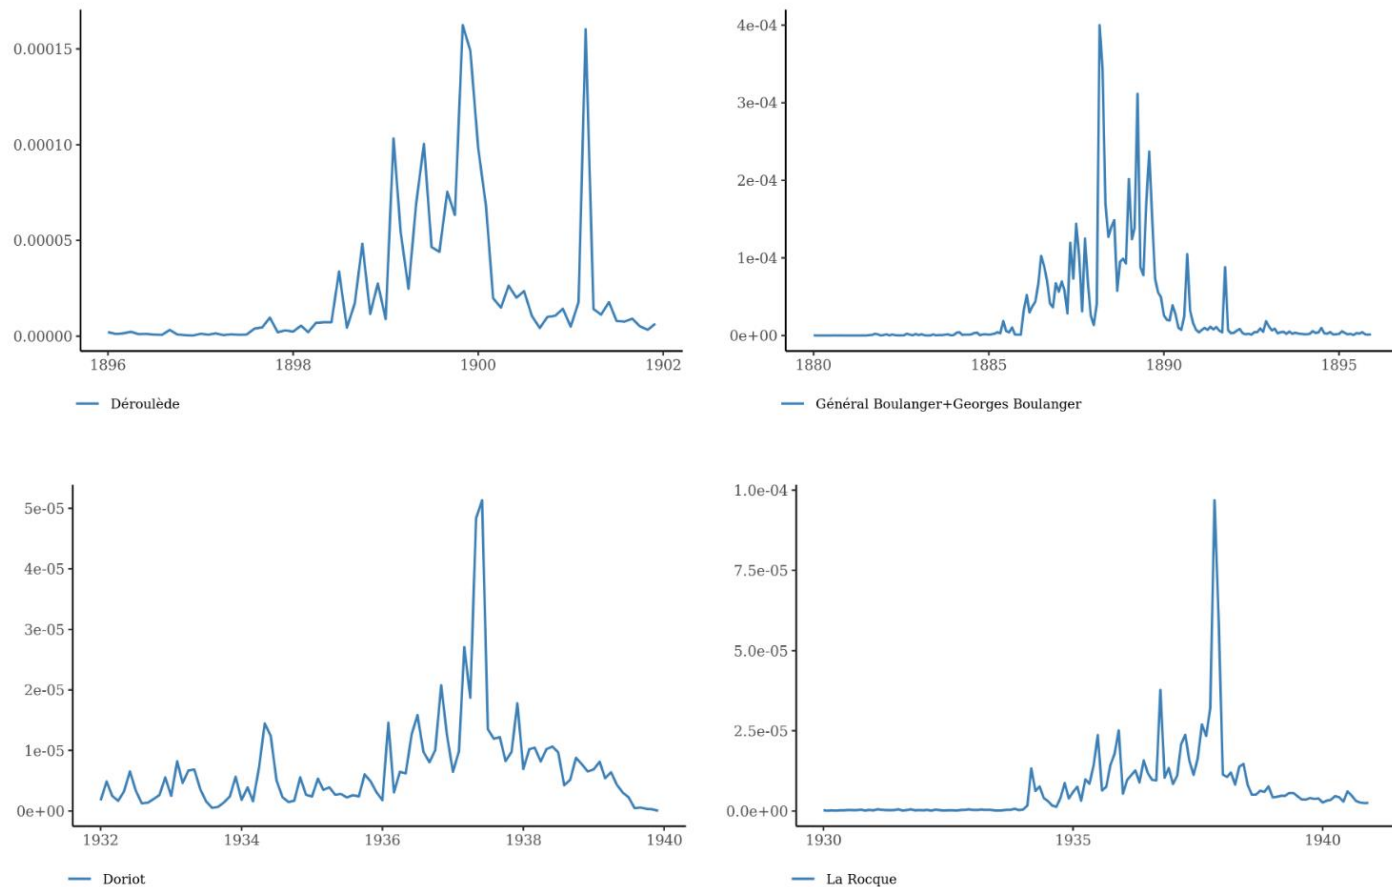 0.00015
0.00010
0.00005
0.00000
1896 1898 1900 1902
Déroulède
4e-04
3e-04
2e-04
1e-04
0e+00
1880 1885 1890 1895
Général Boulanger+Georges Boulanger
5e-05
4e-05
3e-05
2e-05
1e-05
0e+00
1932 1934 1936 1938 1940
Doriot
1.0e-04
7.5e-05
5.0e-05
2.5e-05
0.0e+00
1930 1935 1940
La Rocque